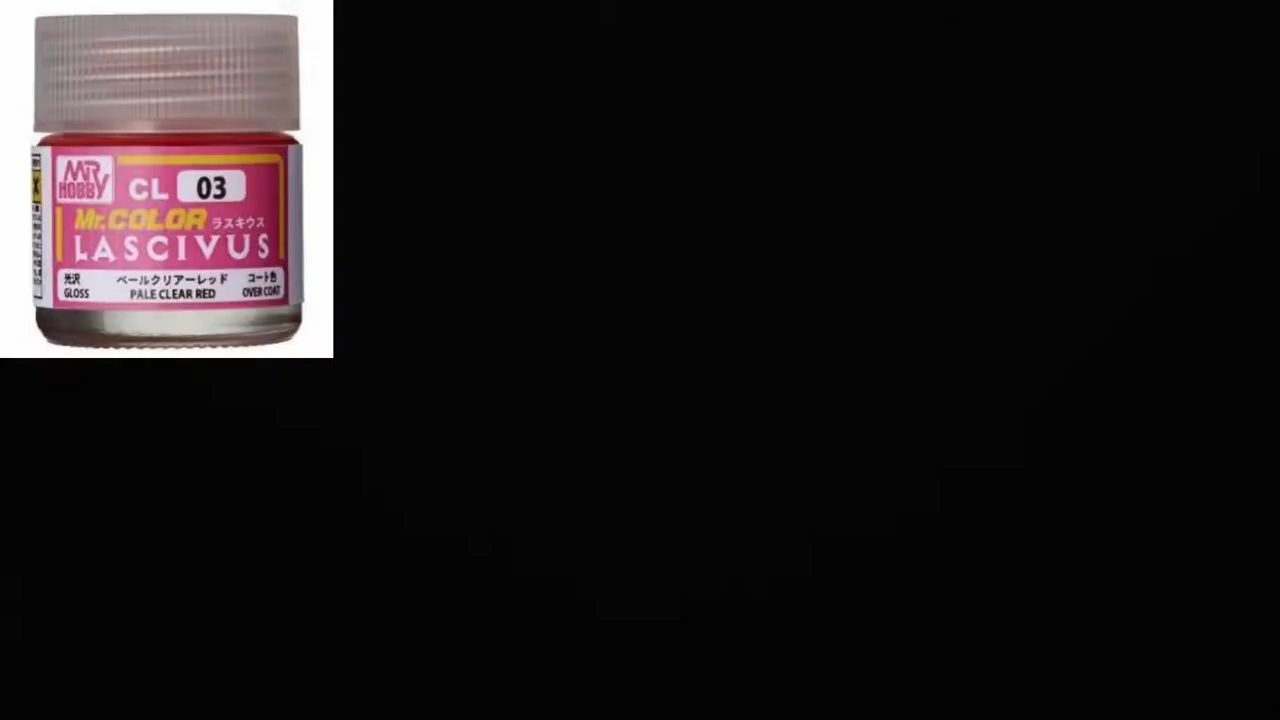 MR HOBBY
CL 03
Mr.COLOR ラスキウス
LASCIVUS
光沢 ペールクリアーレッド コート色
GLOSS PALE CLEAR RED OVER COAT